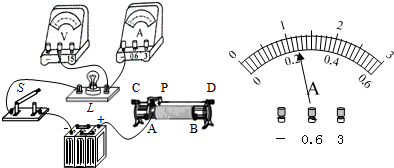 V
- 3 15
A
- 0.6 3
S
L
C P D
A B
- +
0 1 2 3
0 0.2 0.4 0.6
A
- 0.6 3